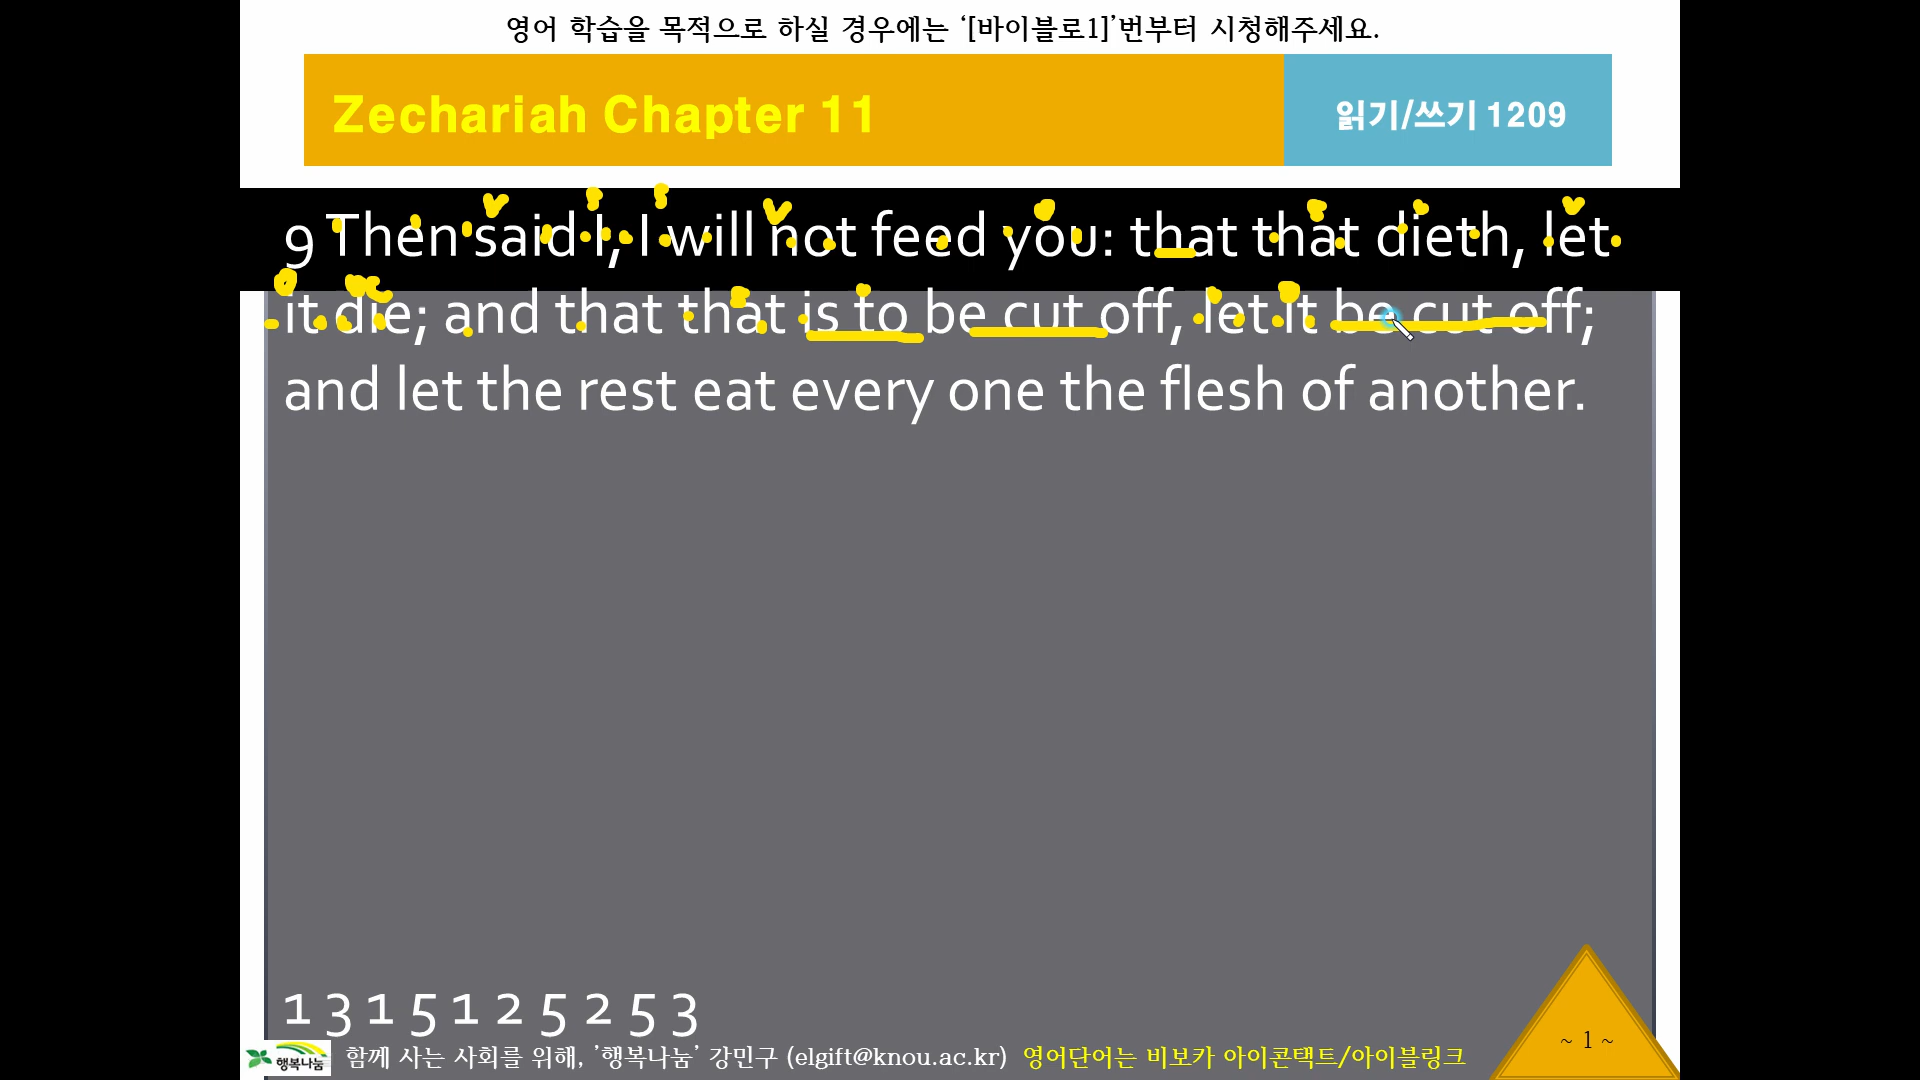 영어 학습을 목적으로 하실 경우에는 ‘[바이블로1]’번부터 시청해주세요.
Zechariah Chapter 11
읽기/쓰기 1209
9 Then said I, I will not feed you: that that dieth, let
it die; and that that is to be cut off, let it be cut off;
and let the rest eat every one the flesh of another.
1 3 1 5 1 2 5 2 5 3
~ 1 ~
행복나눔 함께 사는 사회를 위해, ’행복나눔’ 강민구 (elgift@knou.ac.kr) 영어단어는 비보카 아이콘택트/아이블링크